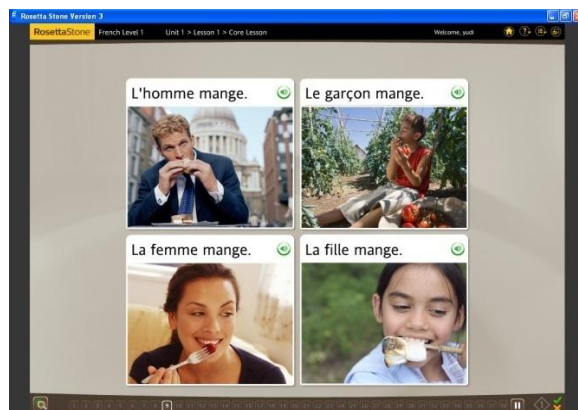 Rosetta Stone Version 3
RosettaStone French Level 1 Unit 1 > Lesson 1 > Core Lesson Welcome, yudi
L'homme mange.
Le garçon mange.
La femme mange.
La fille mange.